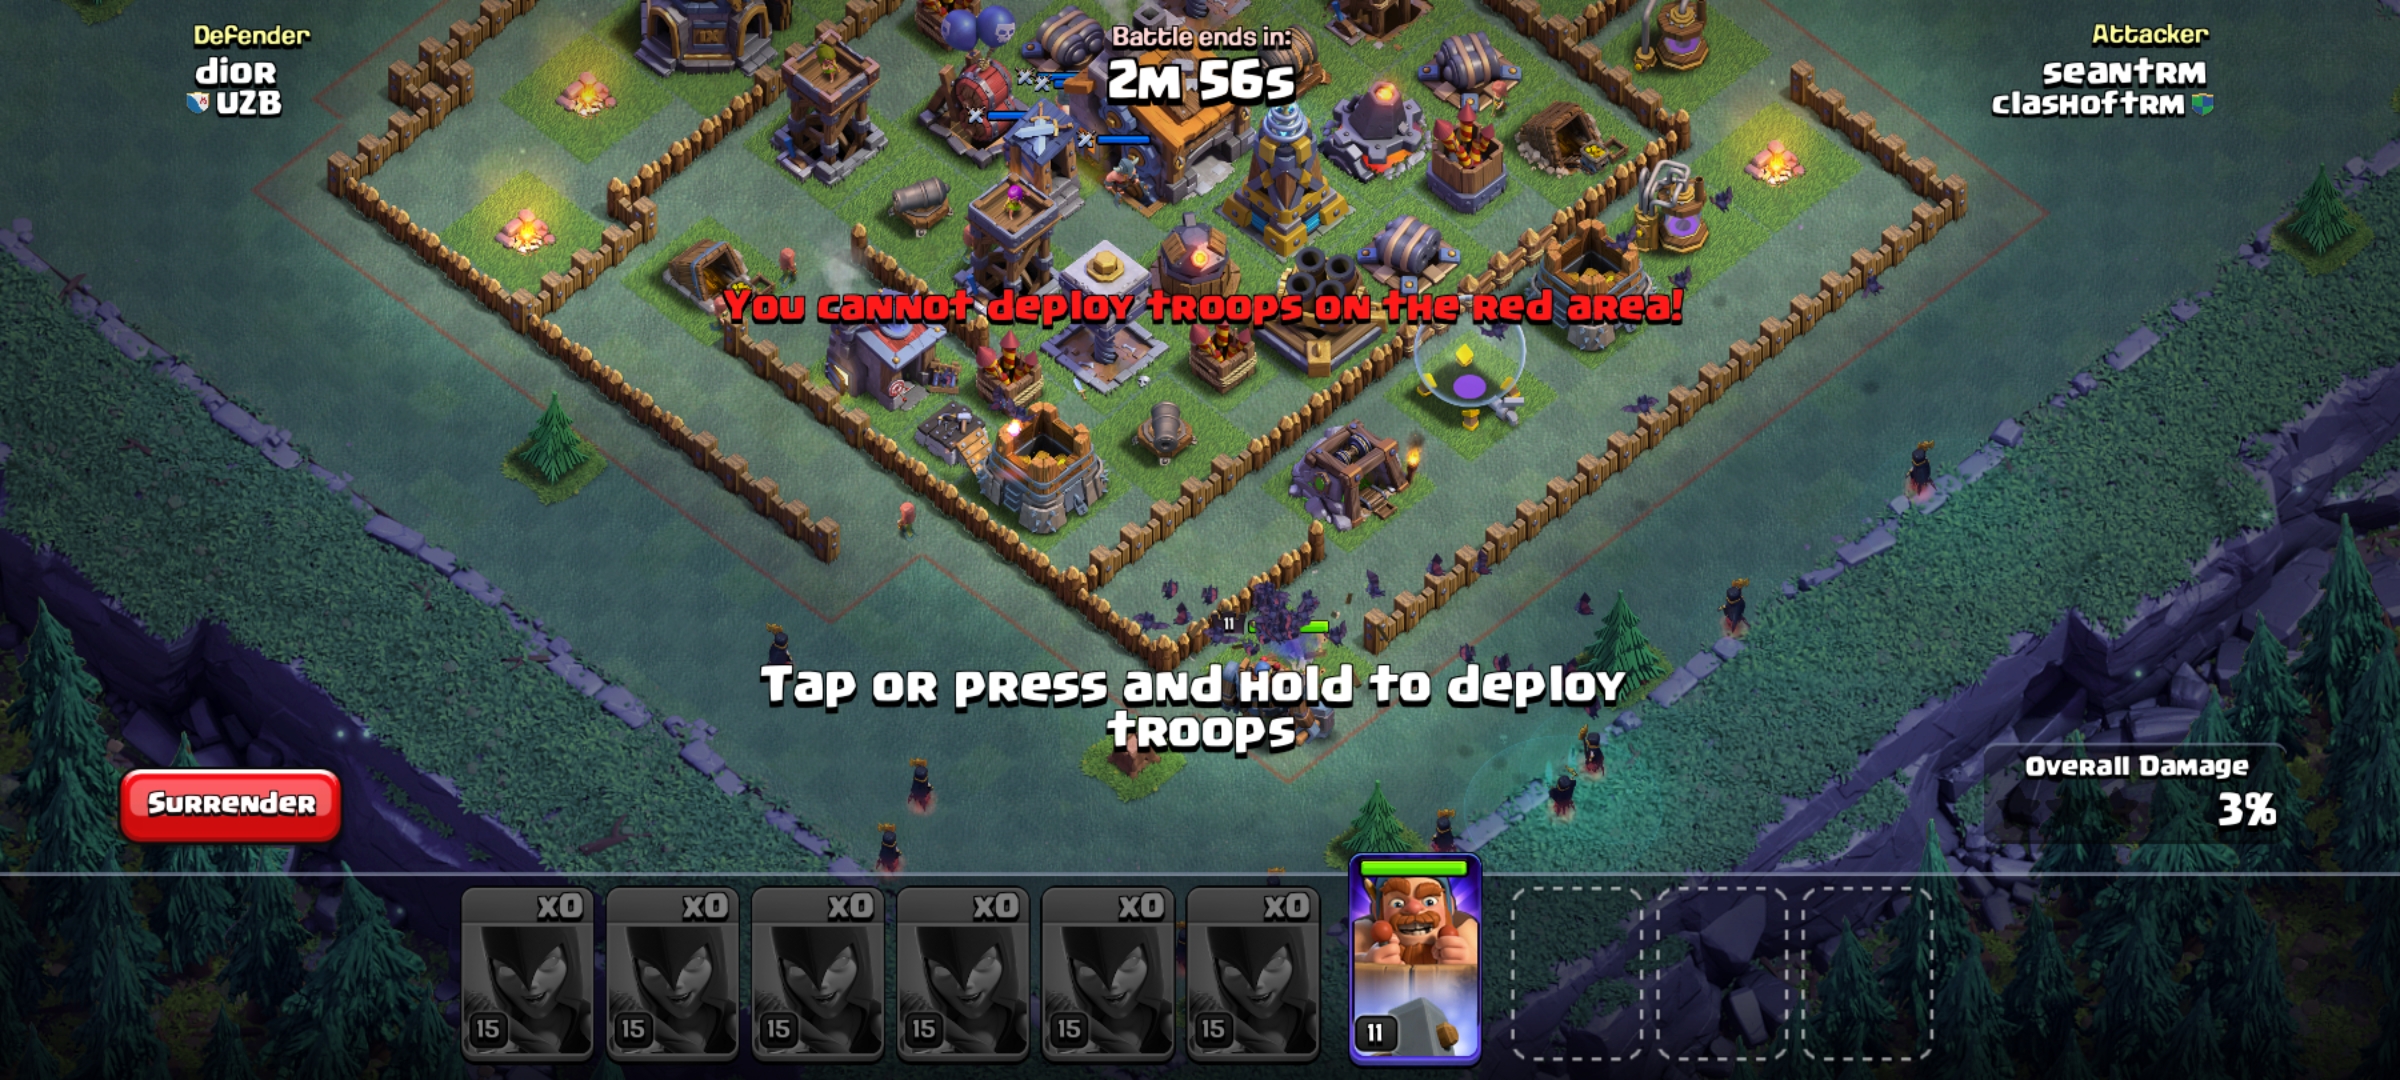 Defender
dior
UZB
Battle ends in:
2M 56s
Attacker
seantrm
clashoftrm
You cannot deploy troops on the red area!
11
Tap or press and hold to deploy
troops
Surrender
Overall Damage
3%
x0
x0
x0
x0
x0
x0
15
15
15
15
15
15
11